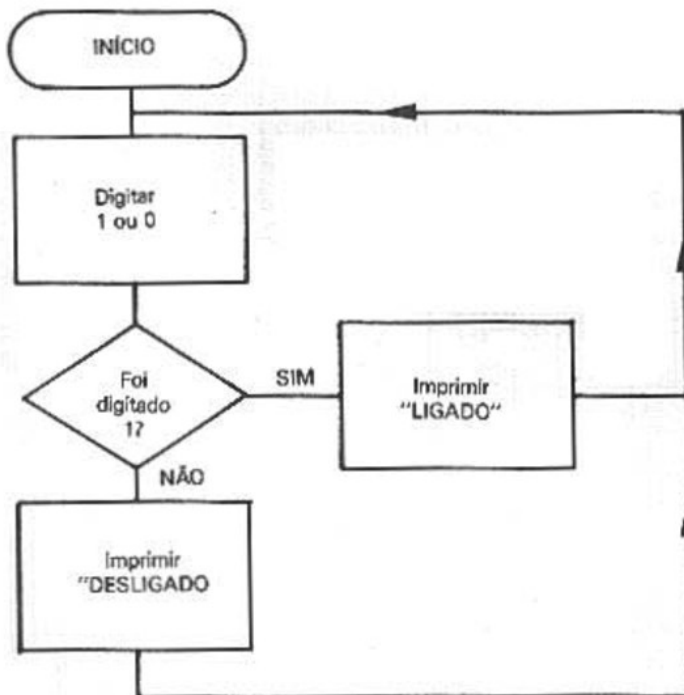 INÍCIO
Digitar
1 ou 0
Foi
digitado
1?
SIM
Imprimir
"LIGADO"
NÃO
Imprimir
"DESLIGADO